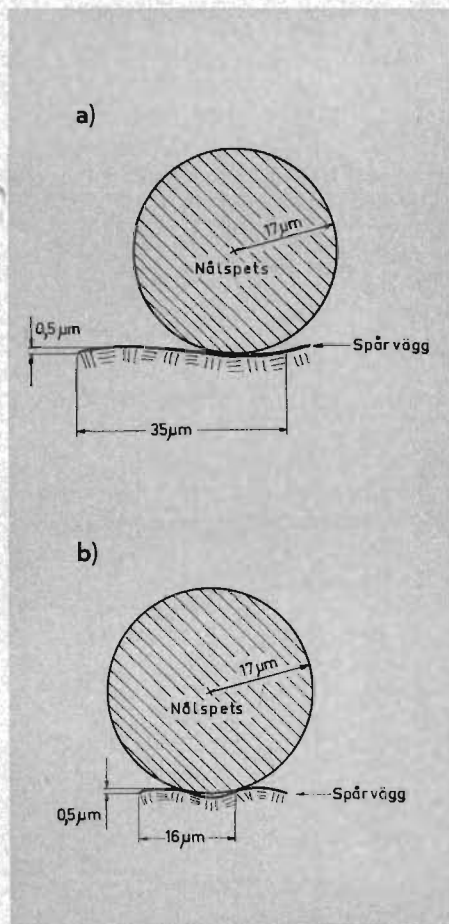 a)
17µm
Nålspets
0,5µm
Spår vägg
35µm
b)
17µm
Nålspets
0,5µm
Spår vägg
16µm